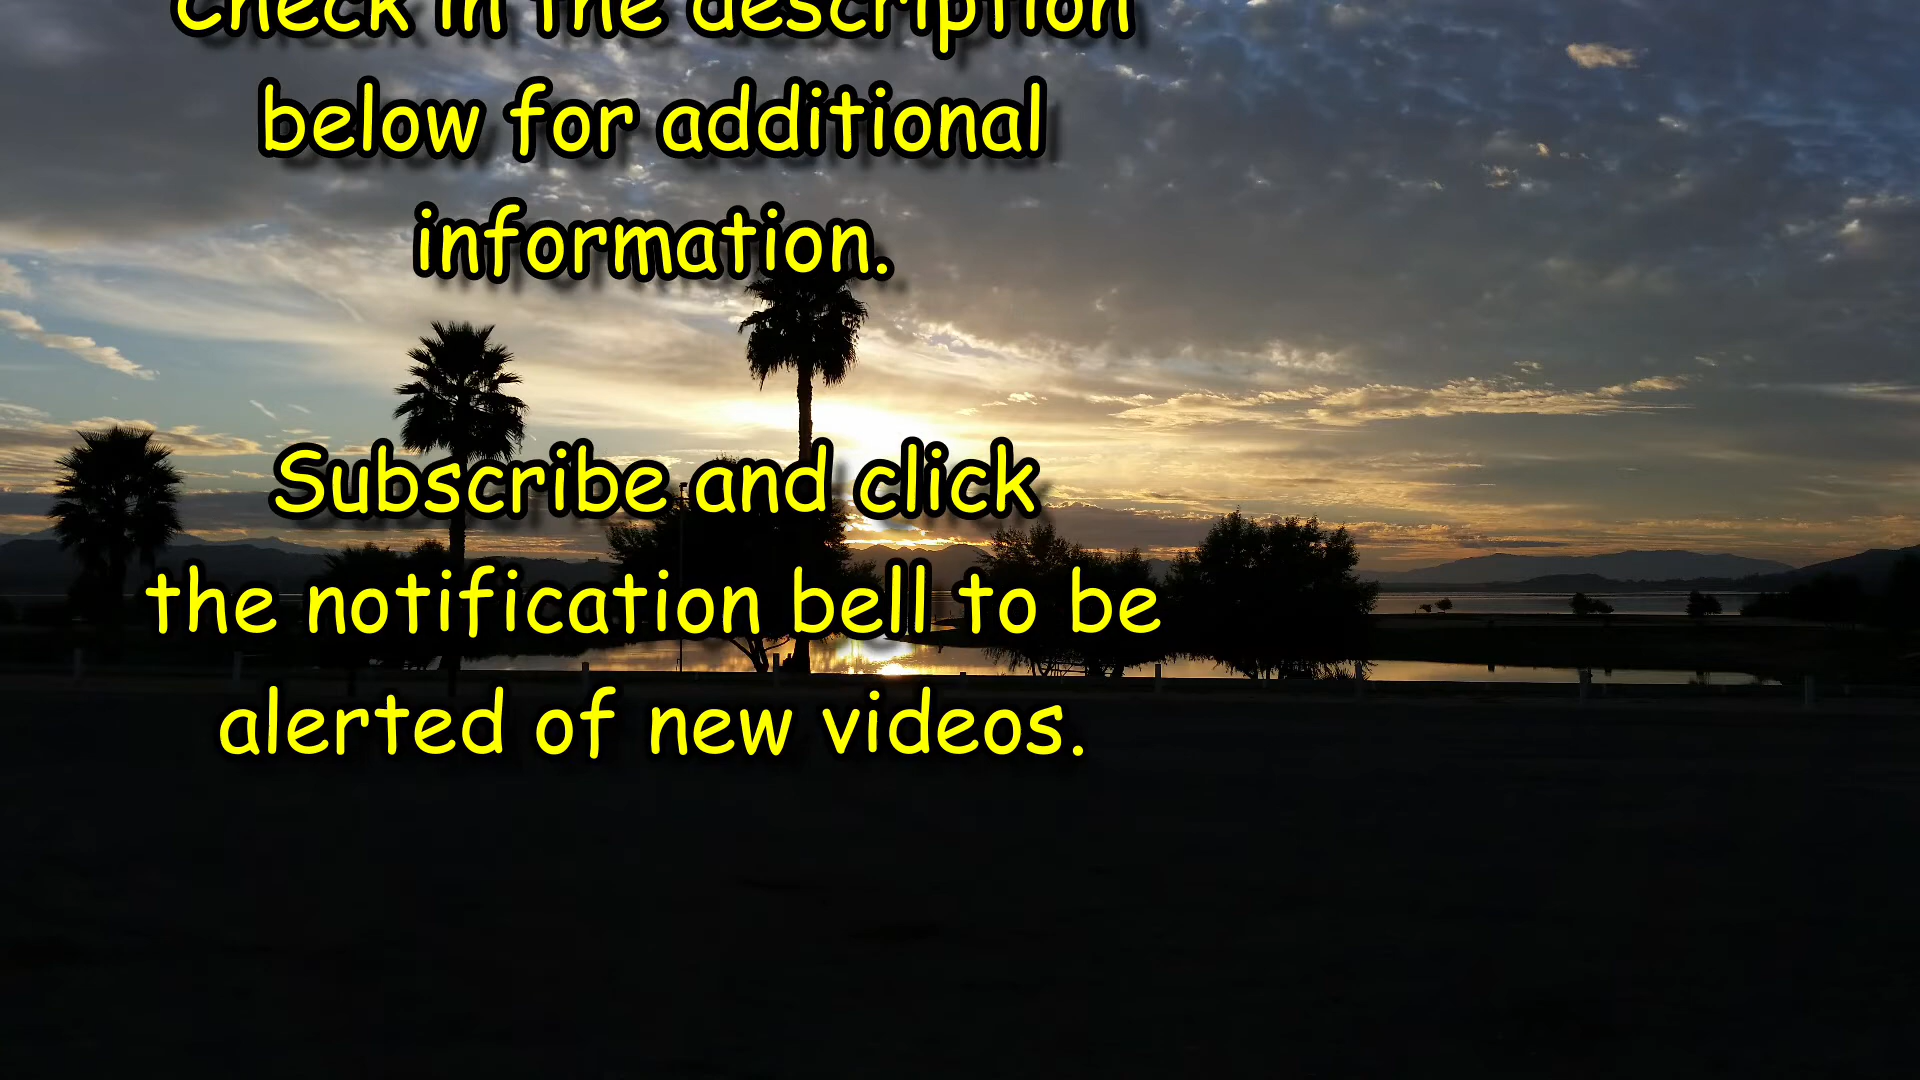 Check in the description
below for additional
information.
Subscribe and click
the notification bell to be
alerted of new videos.